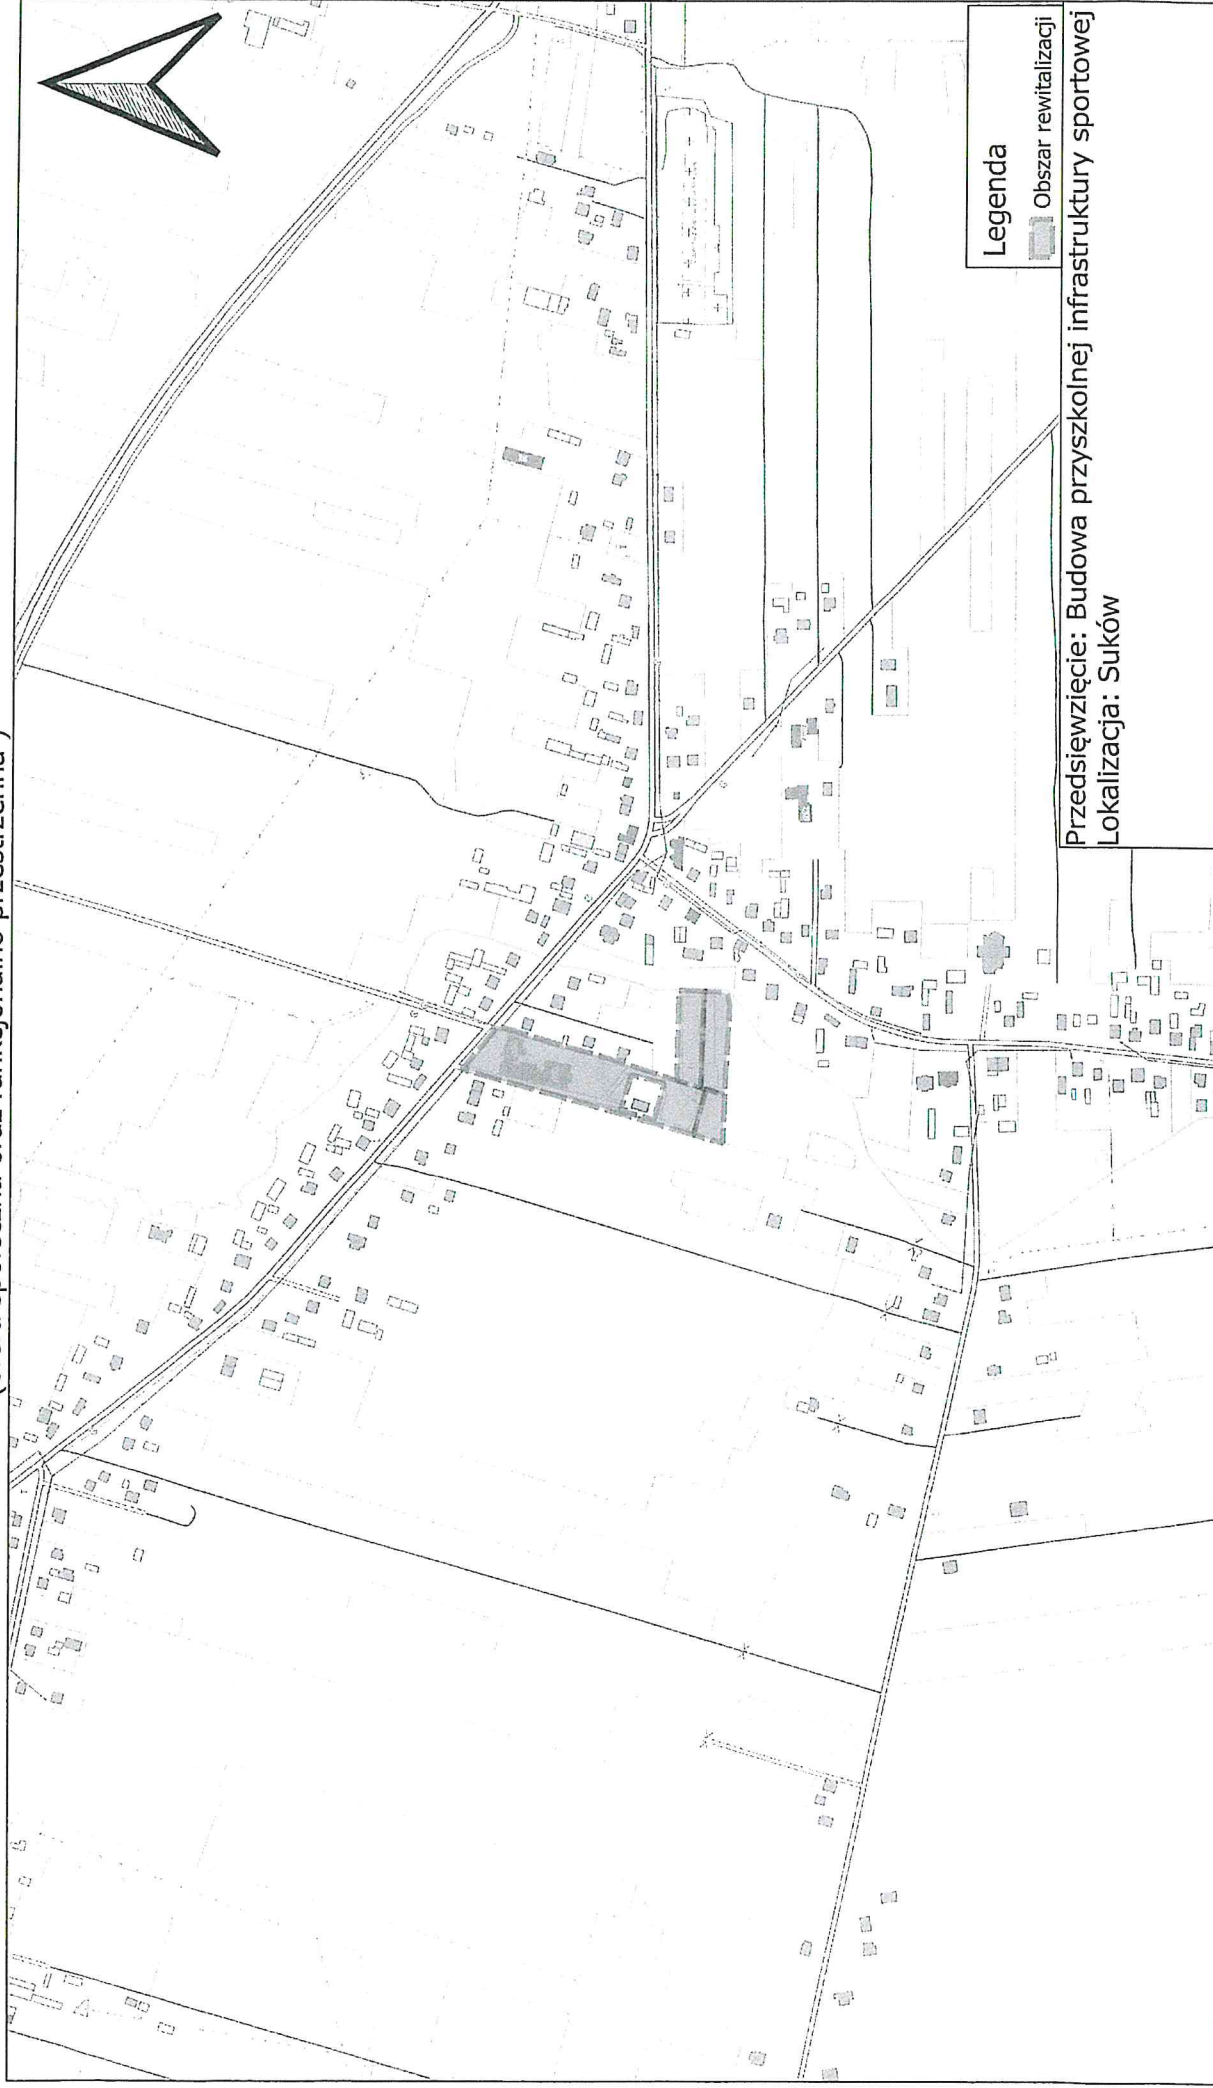 Legenda
Obszar rewitalizacji
Przedsięwzięcie: Budowa przyszkolnej infrastruktury sportowej
Lokalizacja: Suków